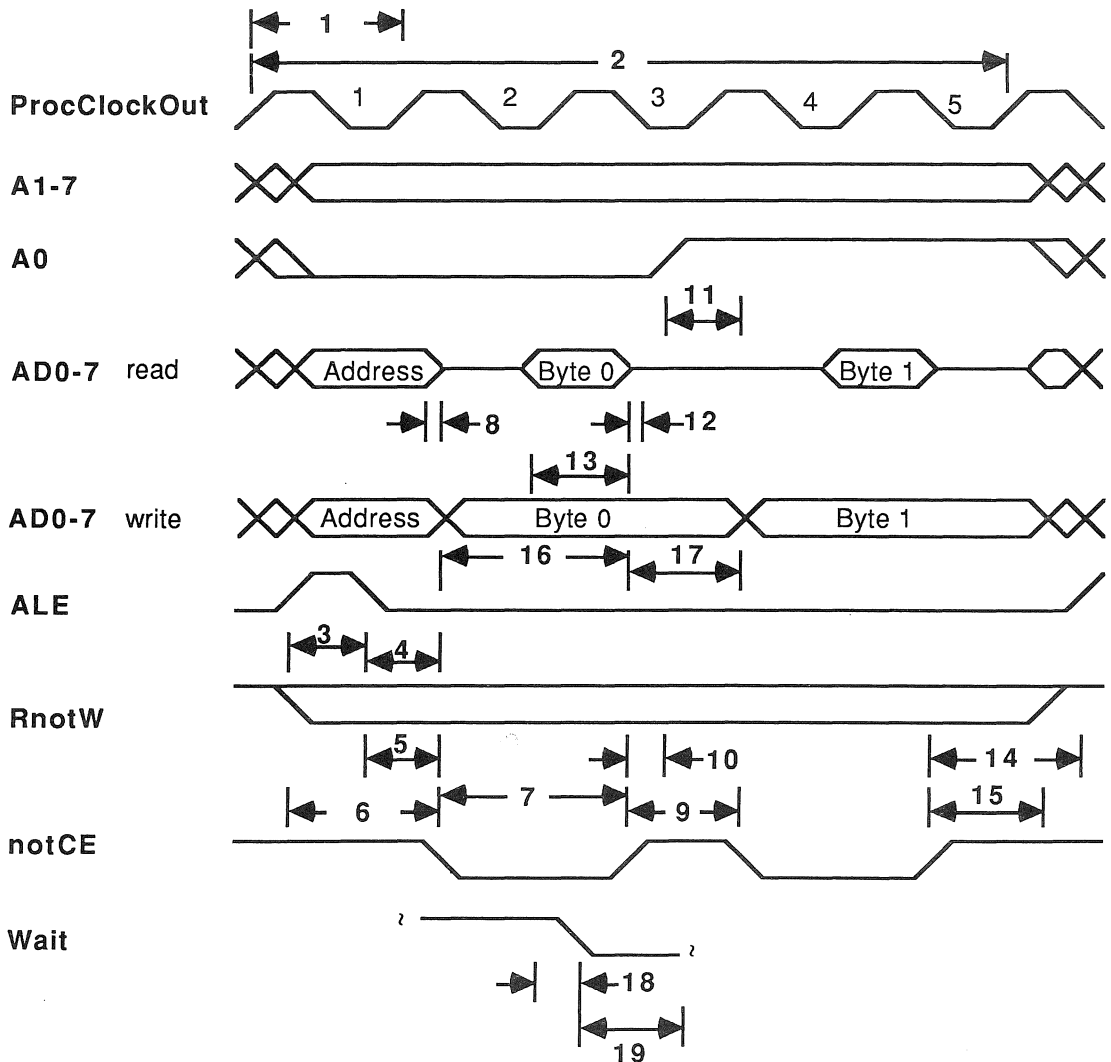 1
2
ProcClockOut 1 2 3 4 5
A1-7
A0
11
AD0-7 read Address Byte 0 Byte 1
8 12
13
AD0-7 write Address Byte 0 Byte 1
16 17
ALE
3 4
RnotW
5 10 14
6 7 9 15
notCE
Wait
18
19